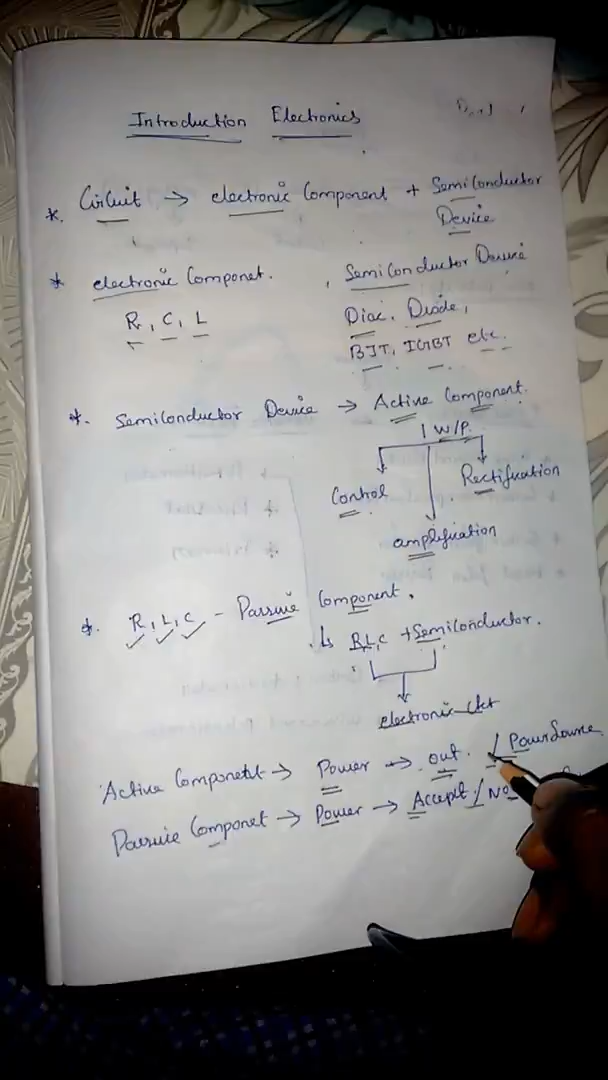 Introduction Electronics
*. Circuit → electronic Component + Semiconductor
Device
* electronic Componet.
R, C, L
, Semiconductor Device
Diac, Diode,
BJT, IGBT etc.
*. Semiconductor Device → Active Component.
W/P.
Control
Rectification
amplification
*. R, L, C - Passive Component.
↳ RLC + Semiconductor.
electronic Ckt
Active Component → Power → out. / Power Source
Passive Componet → Power → Accept / No